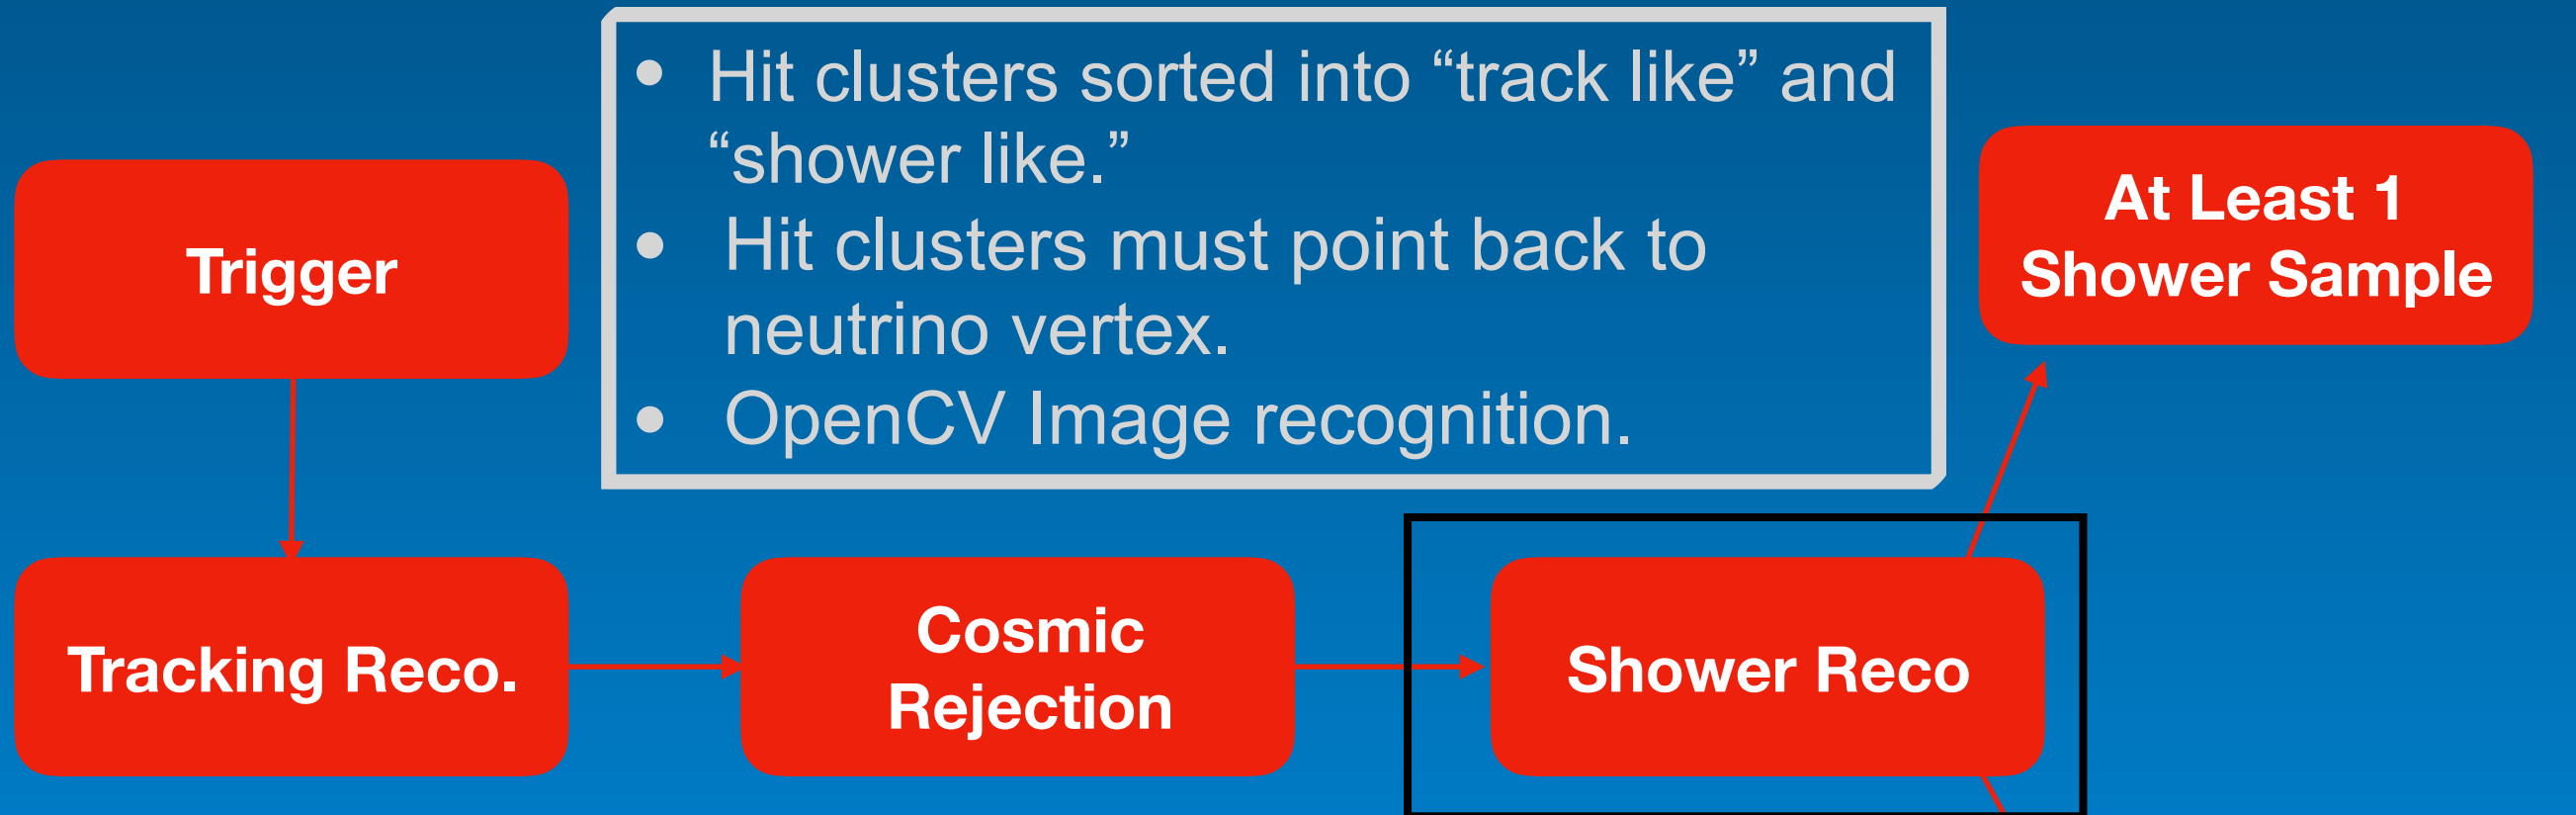 • Hit clusters sorted into “track like” and
“shower like.”
• Hit clusters must point back to
neutrino vertex.
• OpenCV Image recognition.
Trigger
At Least 1
Shower Sample
Tracking Reco.
Cosmic
Rejection
Shower Reco